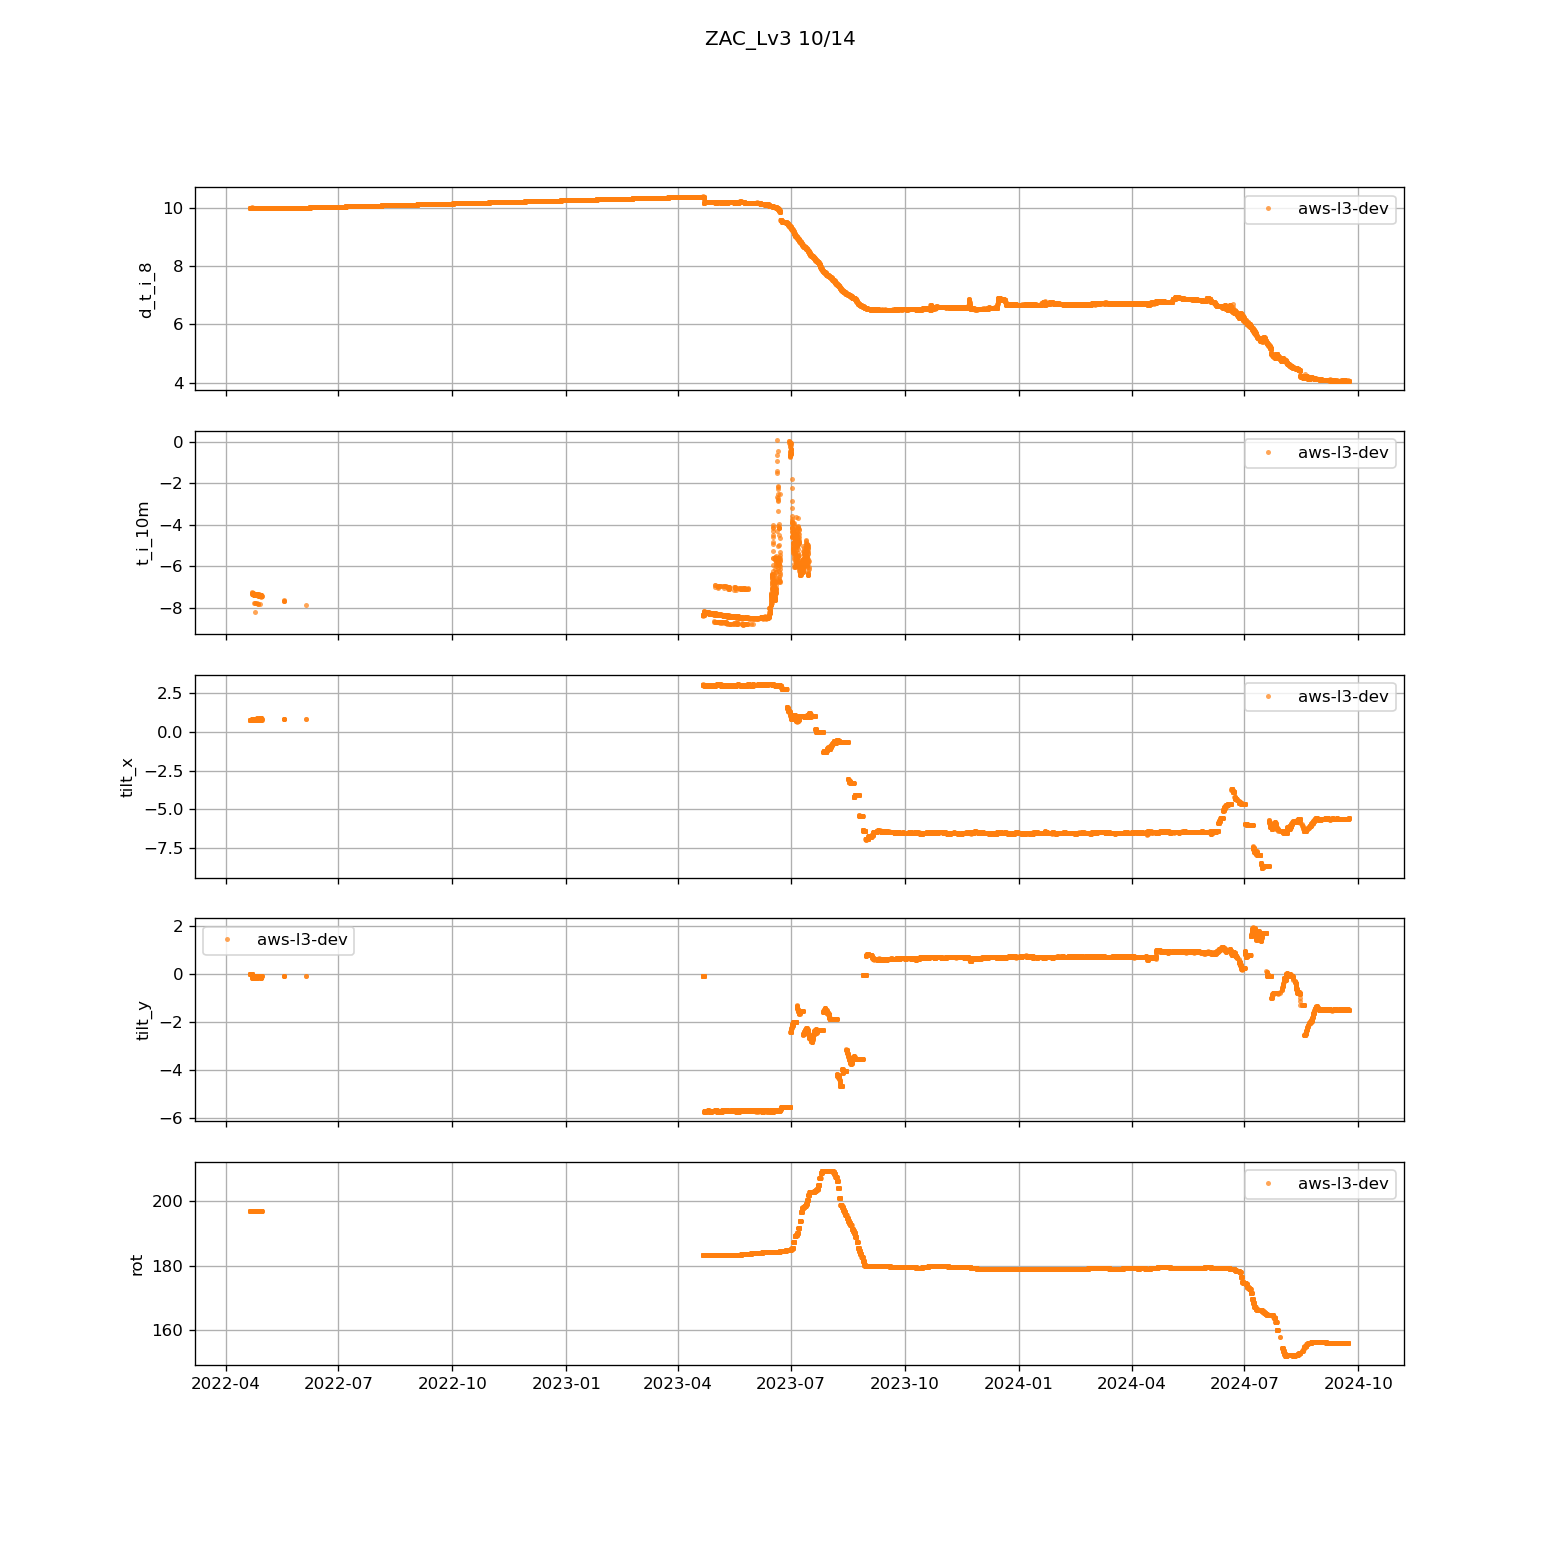 ZAC_Lv3 10/14
d_t_i_8
10
8
6
4
aws-l3-dev
t_i_10m
0
−2
−4
−6
−8
aws-l3-dev
tilt_x
2.5
0.0
−2.5
−5.0
−7.5
aws-l3-dev
tilt_y
2
0
−2
−4
−6
aws-l3-dev
rot
200
180
160
aws-l3-dev
2022-04 2022-07 2022-10 2023-01 2023-04 2023-07 2023-10 2024-01 2024-04 2024-07 2024-10